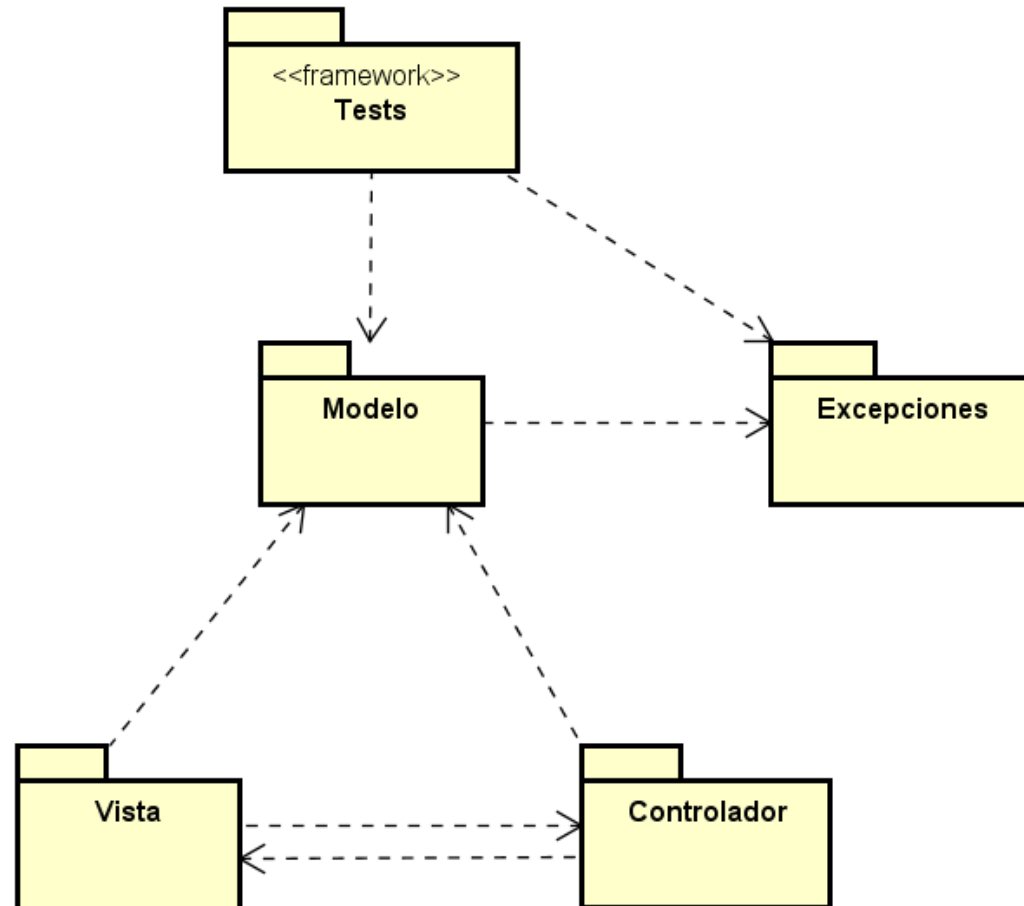 <<framework>>
Tests
Modelo
Excepciones
Vista
Controlador